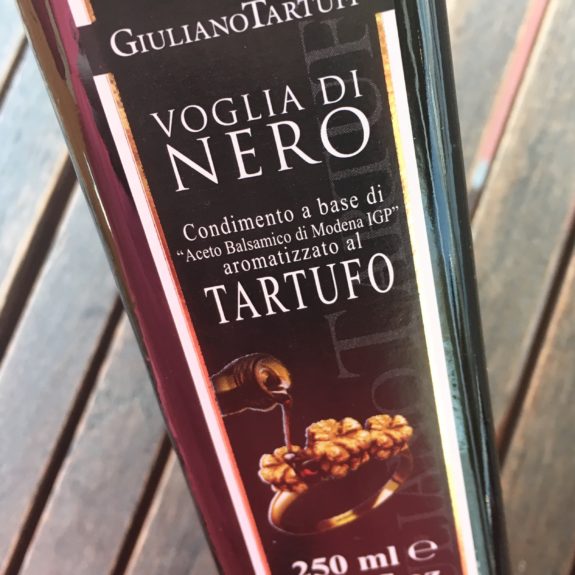 GIULIANOTARTUFI
VOGLIA DI
NERO
Condimento a base di
"Aceto Balsamico di Modena IGP"
aromatizzato al
TARTUFO
250 ml ℮